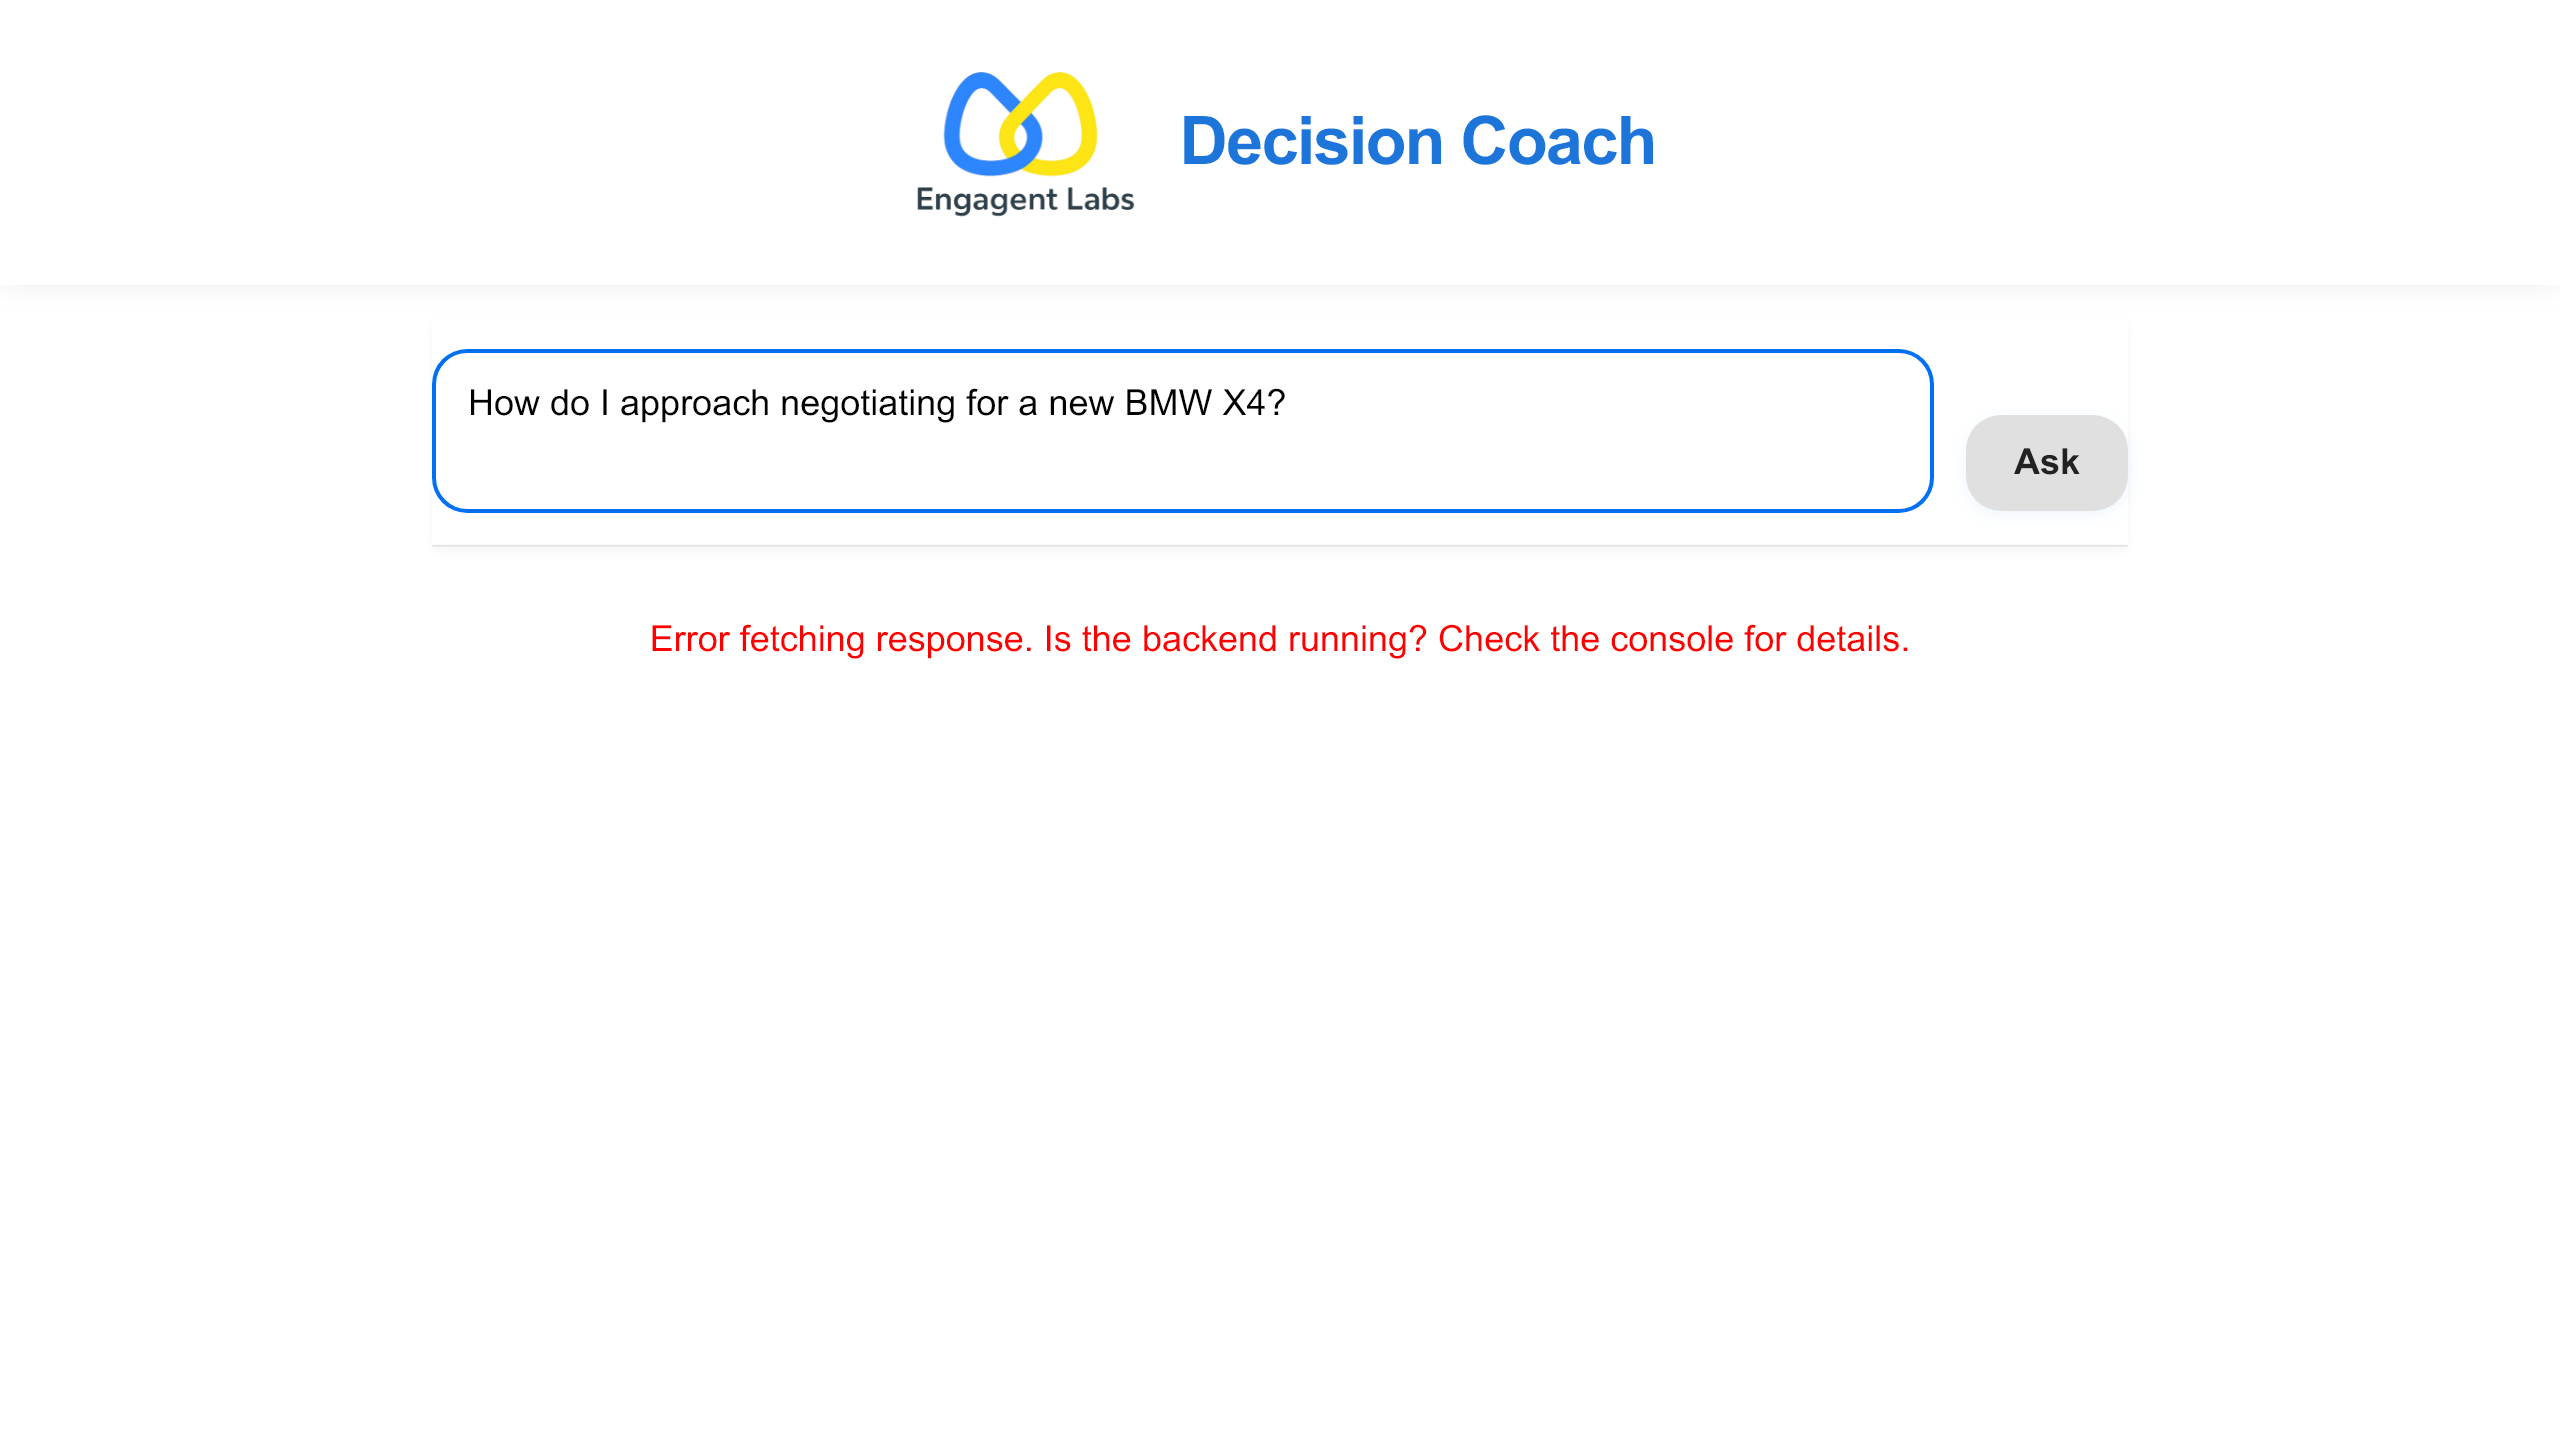 Engagent Labs
Decision Coach
How do I approach negotiating for a new BMW X4?
Ask
Error fetching response. Is the backend running? Check the console for details.